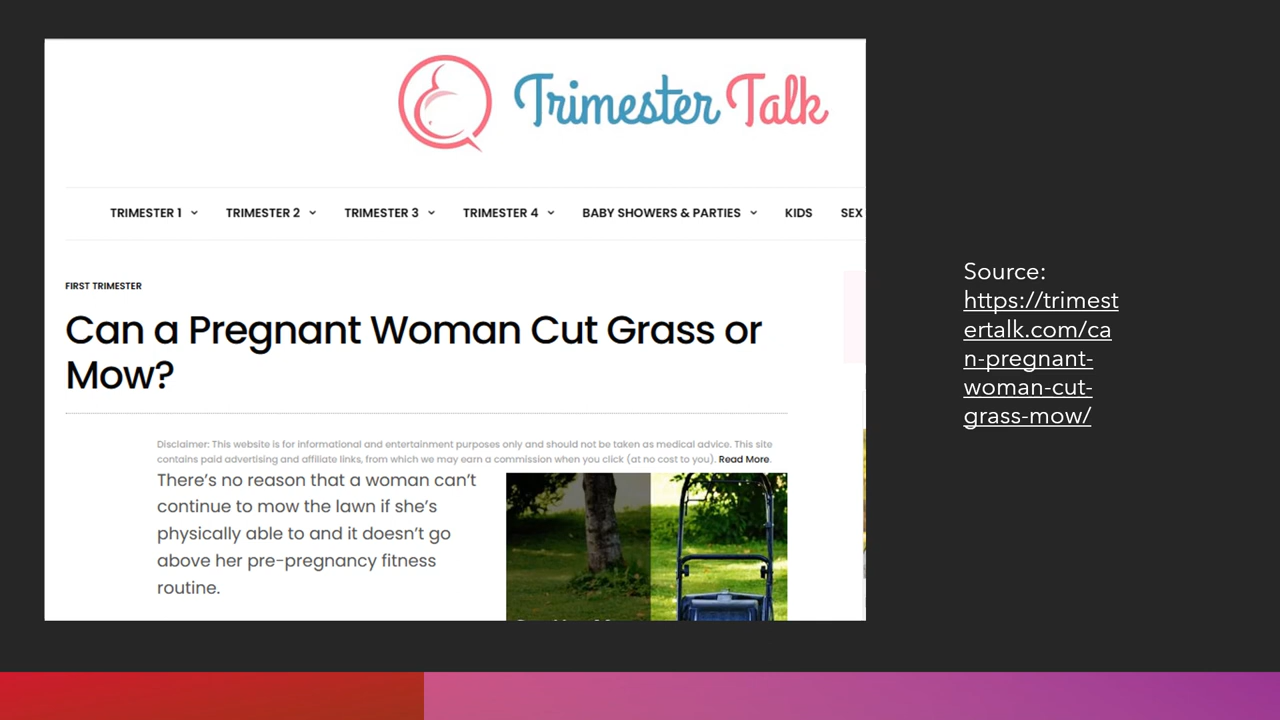 Trimester Talk
TRIMESTER 1 TRIMESTER 2 TRIMESTER 3 TRIMESTER 4 BABY SHOWERS & PARTIES KIDS SEX
FIRST TRIMESTER
Can a Pregnant Woman Cut Grass or
Mow?
Disclaimer: This website is for informational and entertainment purposes only and should not be taken as medical advice. This site
contains paid advertising and affiliate links, from which we may earn a commission when you click (at no cost to you). Read More.
There's no reason that a woman can't
continue to mow the lawn if she's
physically able to and it doesn't go
above her pre-pregnancy fitness
routine.
Source:
https://trimest
ertalk.com/ca
n-pregnant-
woman-cut-
grass-mow/